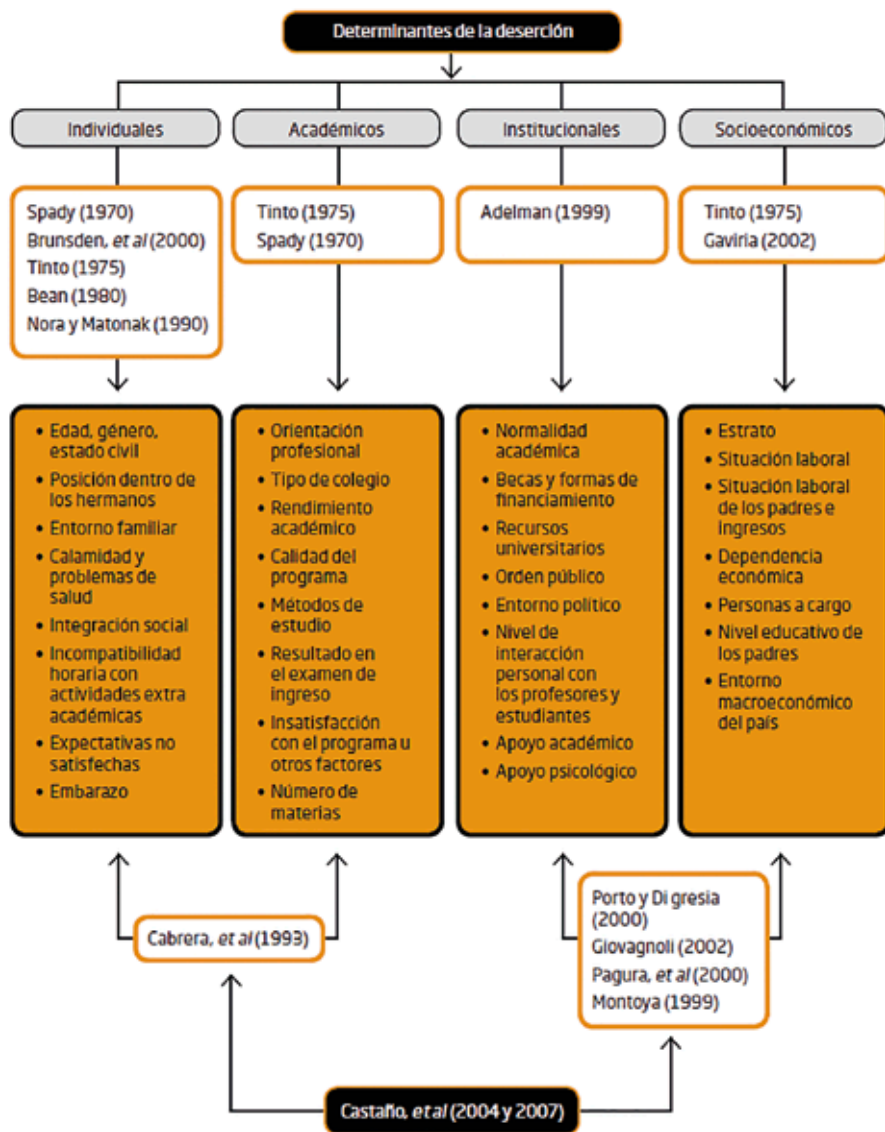 Determinantes de la deserción
Individuales
Académicos
Institucionales
Socioeconómicos
Spady (1970)
Brunsden, et al (2000)
Tinto (1975)
Bean (1980)
Nora y Matonak (1990)
Tinto (1975)
Spady (1970)
Adelman (1999)
Tinto (1975)
Gaviria (2002)
• Edad, género,
estado civil
• Posición dentro de
los hermanos
• Entorno familiar
• Calamidad y
problemas de
salud
• Integración social
• Incompatibilidad
horaria con
actividades extra
académicas
• Expectativas no
satisfechas
• Embarazo
• Orientación
profesional
• Tipo de colegio
• Rendimiento
académico
• Calidad del
programa
• Métodos de
estudio
• Resultado en
el examen de
ingreso
• Insatisfacción
con el programa u
otros factores
• Número de
materias
• Normalidad
académica
• Becas y formas de
financiamiento
• Recursos
universitarios
• Orden público
• Entorno político
• Nivel de
interacción
personal con
los profesores y
estudiantes
• Apoyo académico
• Apoyo psicológico
• Estrato
• Situación laboral
• Situación laboral
de los padres e
ingresos
• Dependencia
económica
• Personas a cargo
• Nivel educativo de
los padres
• Entorno
macroeconómico
del país
Cabrera, et al (1993)
Porto y Di gresia
(2000)
Giovagnoli (2002)
Pagura, et al (2000)
Montoya (1999)
Castaño, et al (2004 y 2007)